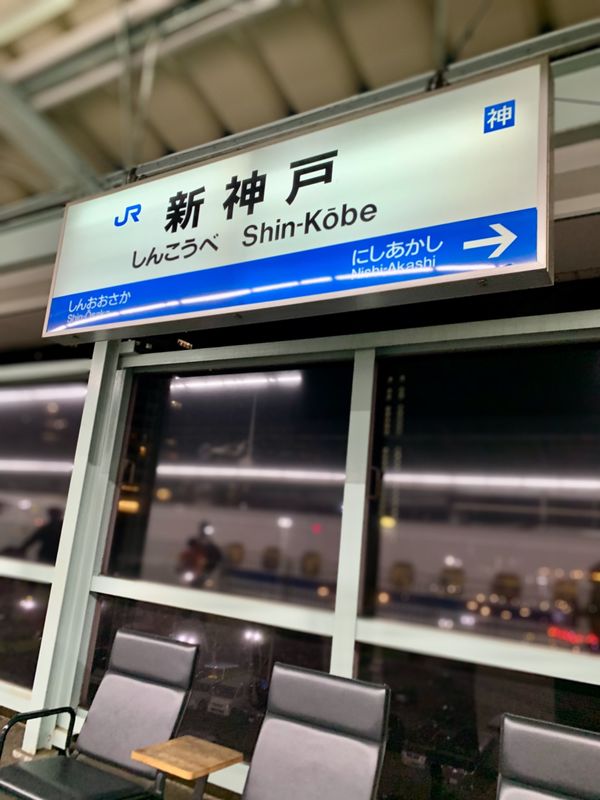 神
JR 新神戸
しんこうべ Shin-Kōbe
にしあかし
Nishi-Akashi
しんおおさか
Shin-Ōsaka